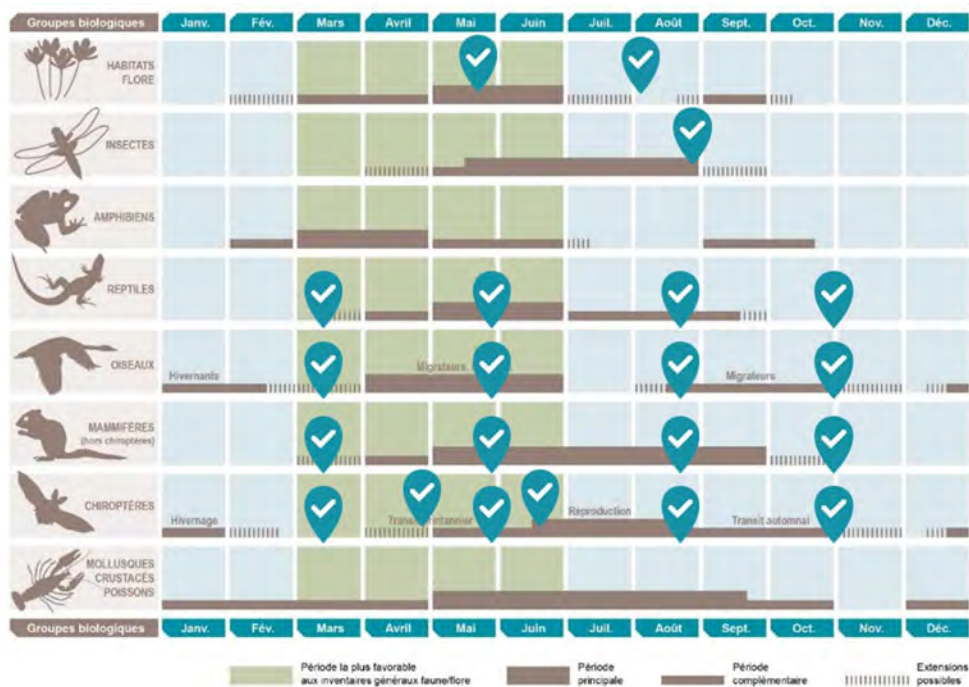 Groupes biologiques Janv. Fév. Mars Avril Mai Juin Juil. Août Sept. Oct. Nov. Déc.
HABITATS
FLORE
INSECTES
AMPHIBIENS
REPTILES
OISEAUX
Hivernants
Migrateurs
Migrateurs
MAMMIFÈRES
(hors chiroptères)
CHIROPTÈRES
Hivernage
Reproduction
Transit automnal
MOLLUSQUES
CRUSTACÉS
POISSONS
Groupes biologiques Janv. Fév. Mars Avril Mai Juin Juil. Août Sept. Oct. Nov. Déc.
Période la plus favorable
aux inventaires généraux faune/flore
Période
principale
Période
complémentaire
Extensions
possibles